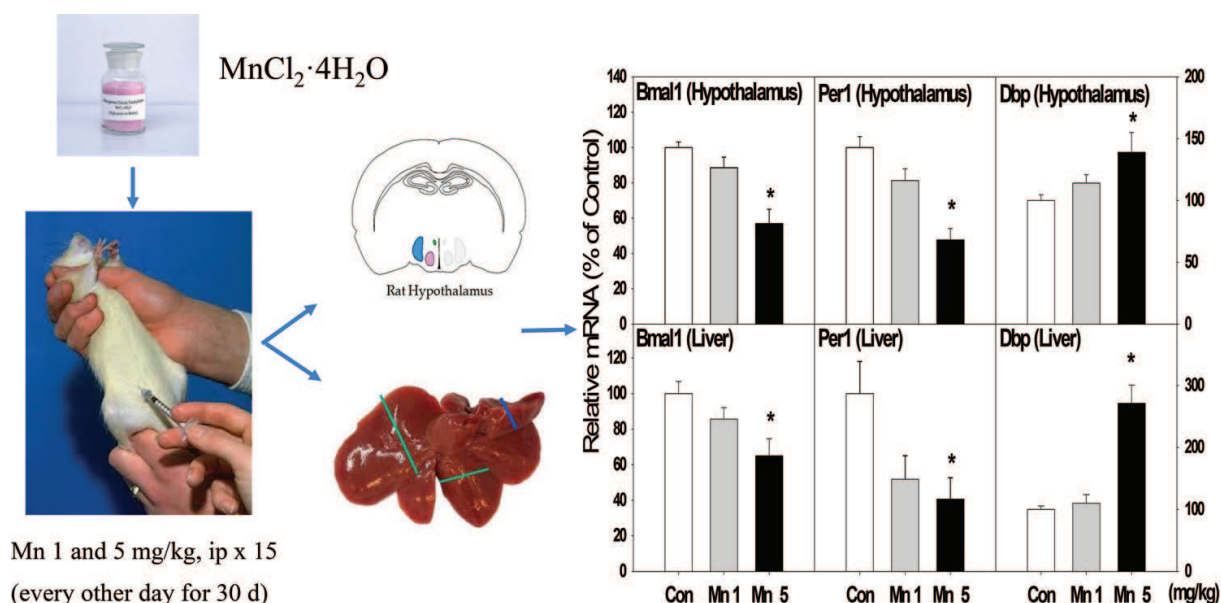 MnCl₂·4H₂O
Rat Hypothalamus
Mn 1 and 5 mg/kg, ip x 15
(every other day for 30 d)
Relative mRNA (% of Control)
Bmal1 (Hypothalamus) Per1 (Hypothalamus) Dbp (Hypothalamus)
140
120
100
80
60
40
20
0
200
150
100
50
0
* * *
Bmal1 (Liver) Per1 (Liver) Dbp (Liver)
120
100
80
60
40
20
0
300
200
100
0
* * *
Con Mn 1 Mn 5 Con Mn 1 Mn 5 Con Mn 1 Mn 5 (mg/kg)